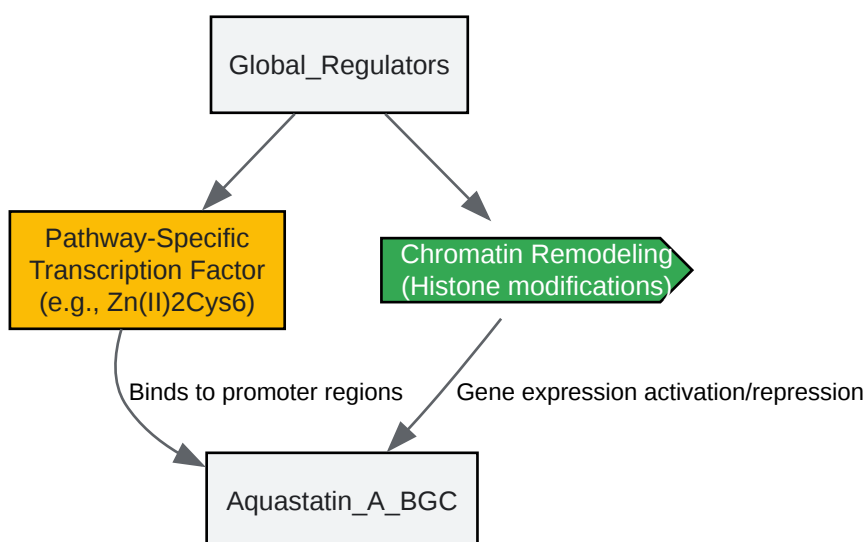 Global_Regulators
Pathway-Specific
Transcription Factor
(e.g., Zn(II)2Cys6)
Chromatin Remodeling
(Histone modifications)
Binds to promoter regions
Gene expression activation/repression
Aquastatin_A_BGC